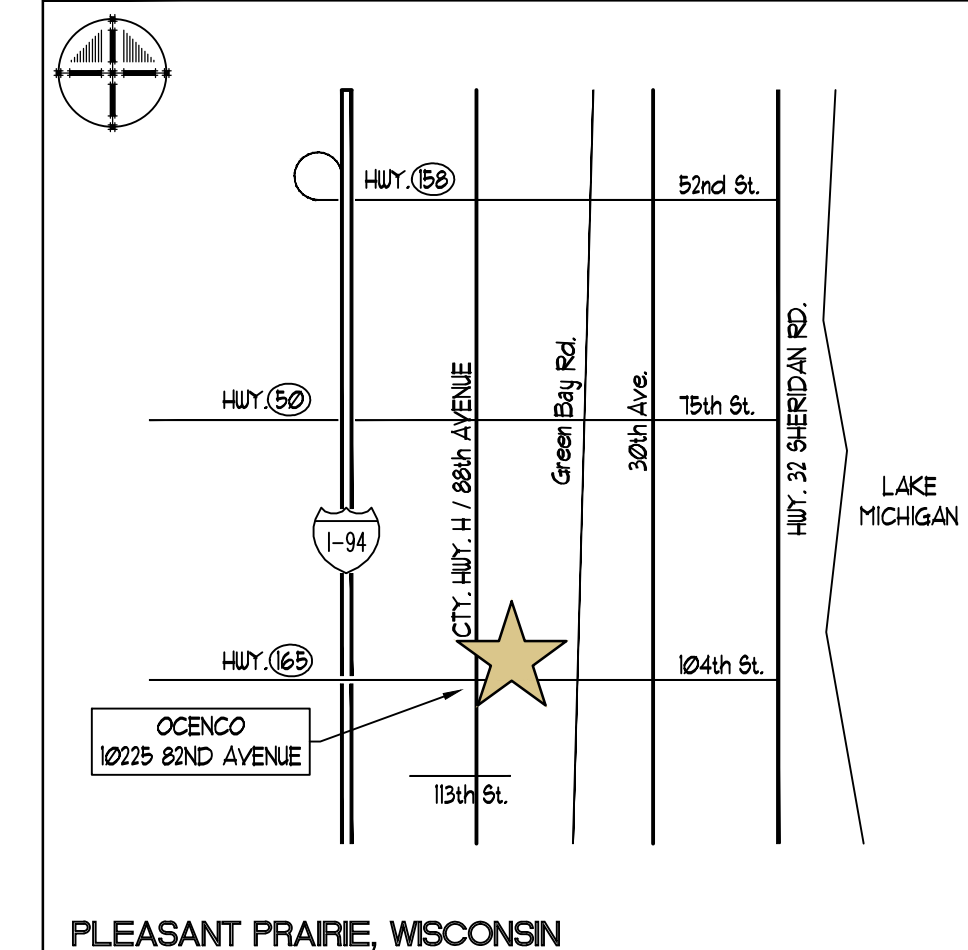 HWY. 158
52nd St.
HWY. 32 SHERIDAN RD.
CTY. HWY. H / 88th AVENUE
Green Bay Rd.
30th Ave.
HWY. 50
75th St.
LAKE
MICHIGAN
I-94
HWY. 165
104th St.
OCENCO
10225 82ND AVENUE
113th St.
PLEASANT PRAIRIE, WISCONSIN